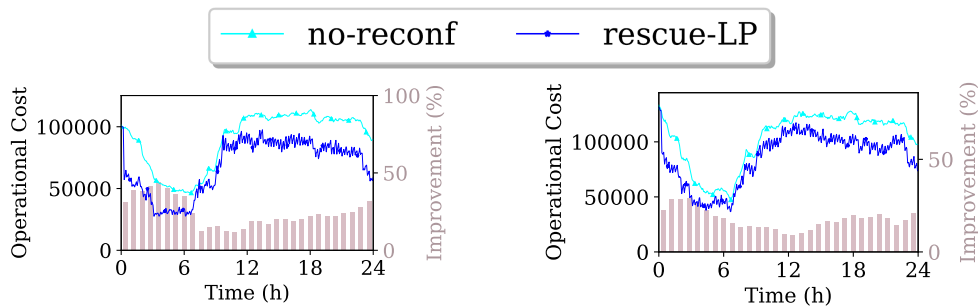 no-reconf rescue-LP
Operational Cost
100000
50000
0
100
50
0
Improvement (%)
0 6 12 18 24
Time (h)
Operational Cost
100000
50000
0
50
0
Improvement (%)
0 6 12 18 24
Time (h)